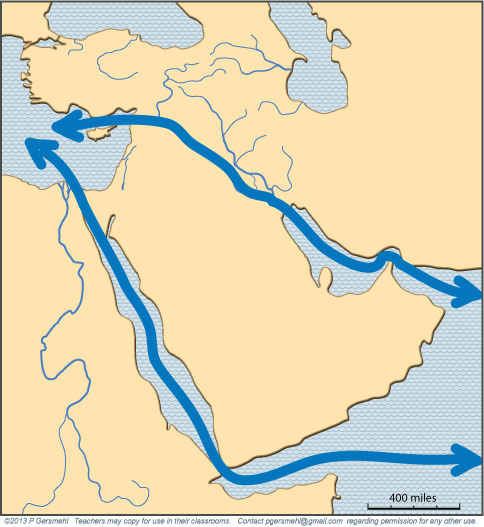 400 miles
©2013 P Gersmehl   Teachers may copy for use in their classrooms.   Contact pgersmehl@gmail.com  regarding permission for any other use.